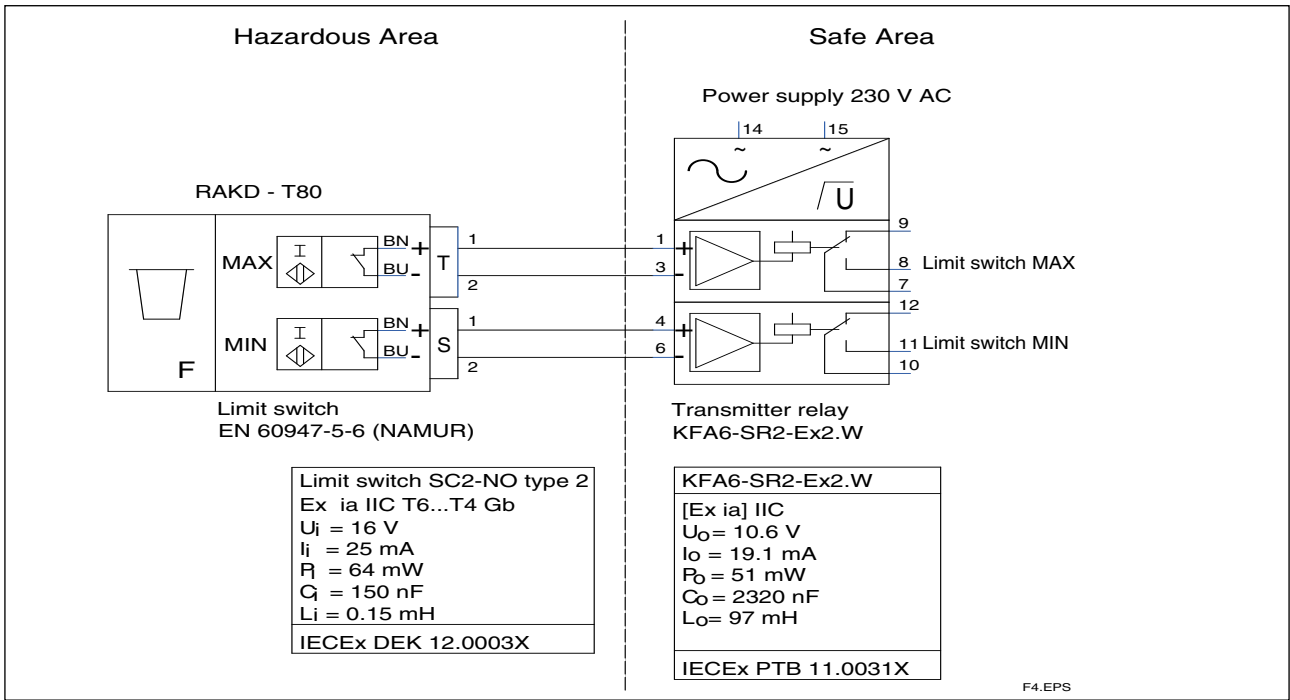 Hazardous Area
Safe Area
Power supply 230 V AC
14
15
~
~
U
RAKD - T80
MAX
I
BN +
BU -
T
1
2
1 +
3 -
9
8 Limit switch MAX
7
MIN
I
BN +
BU -
S
1
2
4 +
6 -
12
11 Limit switch MIN
10
F
Limit switch
EN 60947-5-6 (NAMUR)
Transmitter relay
KFA6-SR2-Ex2.W
Limit switch SC2-NO type 2
Ex ia IIC T6...T4 Gb
Ui = 16 V
Ii = 25 mA
Pi = 64 mW
Ci = 150 nF
Li = 0.15 mH
IECEx DEK 12.0003X
KFA6-SR2-Ex2.W
[Ex ia] IIC
Uo= 10.6 V
Io = 19.1 mA
Po = 51 mW
Co = 2320 nF
Lo= 97 mH
IECEx PTB 11.0031X
F4.EPS